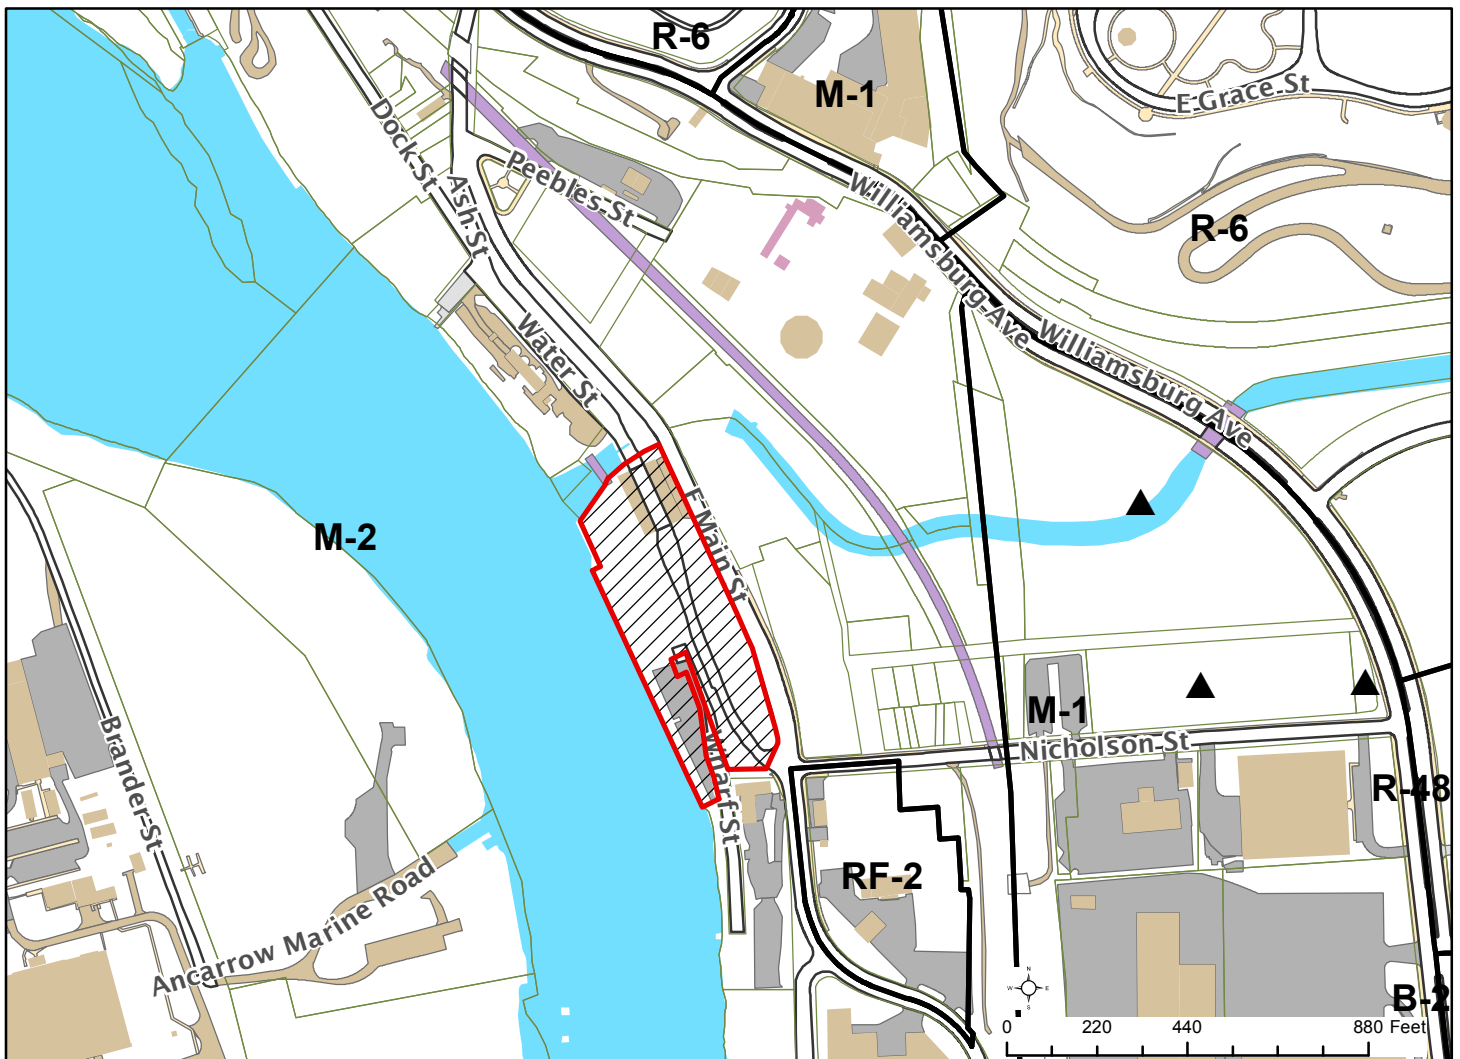 R-6
M-1
E Grace St
Dock St
Ash St
Peebles St
Williamsburg Ave
R-6
Water St
Williamsburg Ave
M-2
E Main St
M-1
Nicholson St
Brander St
Wharf St
R-48
RF-2
Ancarrow Marine Road
N
W E
S
B-2
0 220 440 880 Feet